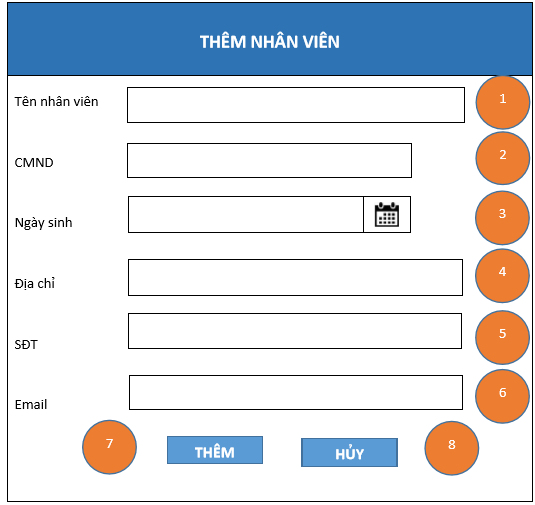 THÊM NHÂN VIÊN
Tên nhân viên
1
CMND
2
Ngày sinh
3
Địa chỉ
4
SĐT
5
Email
6
7
THÊM
HỦY
8